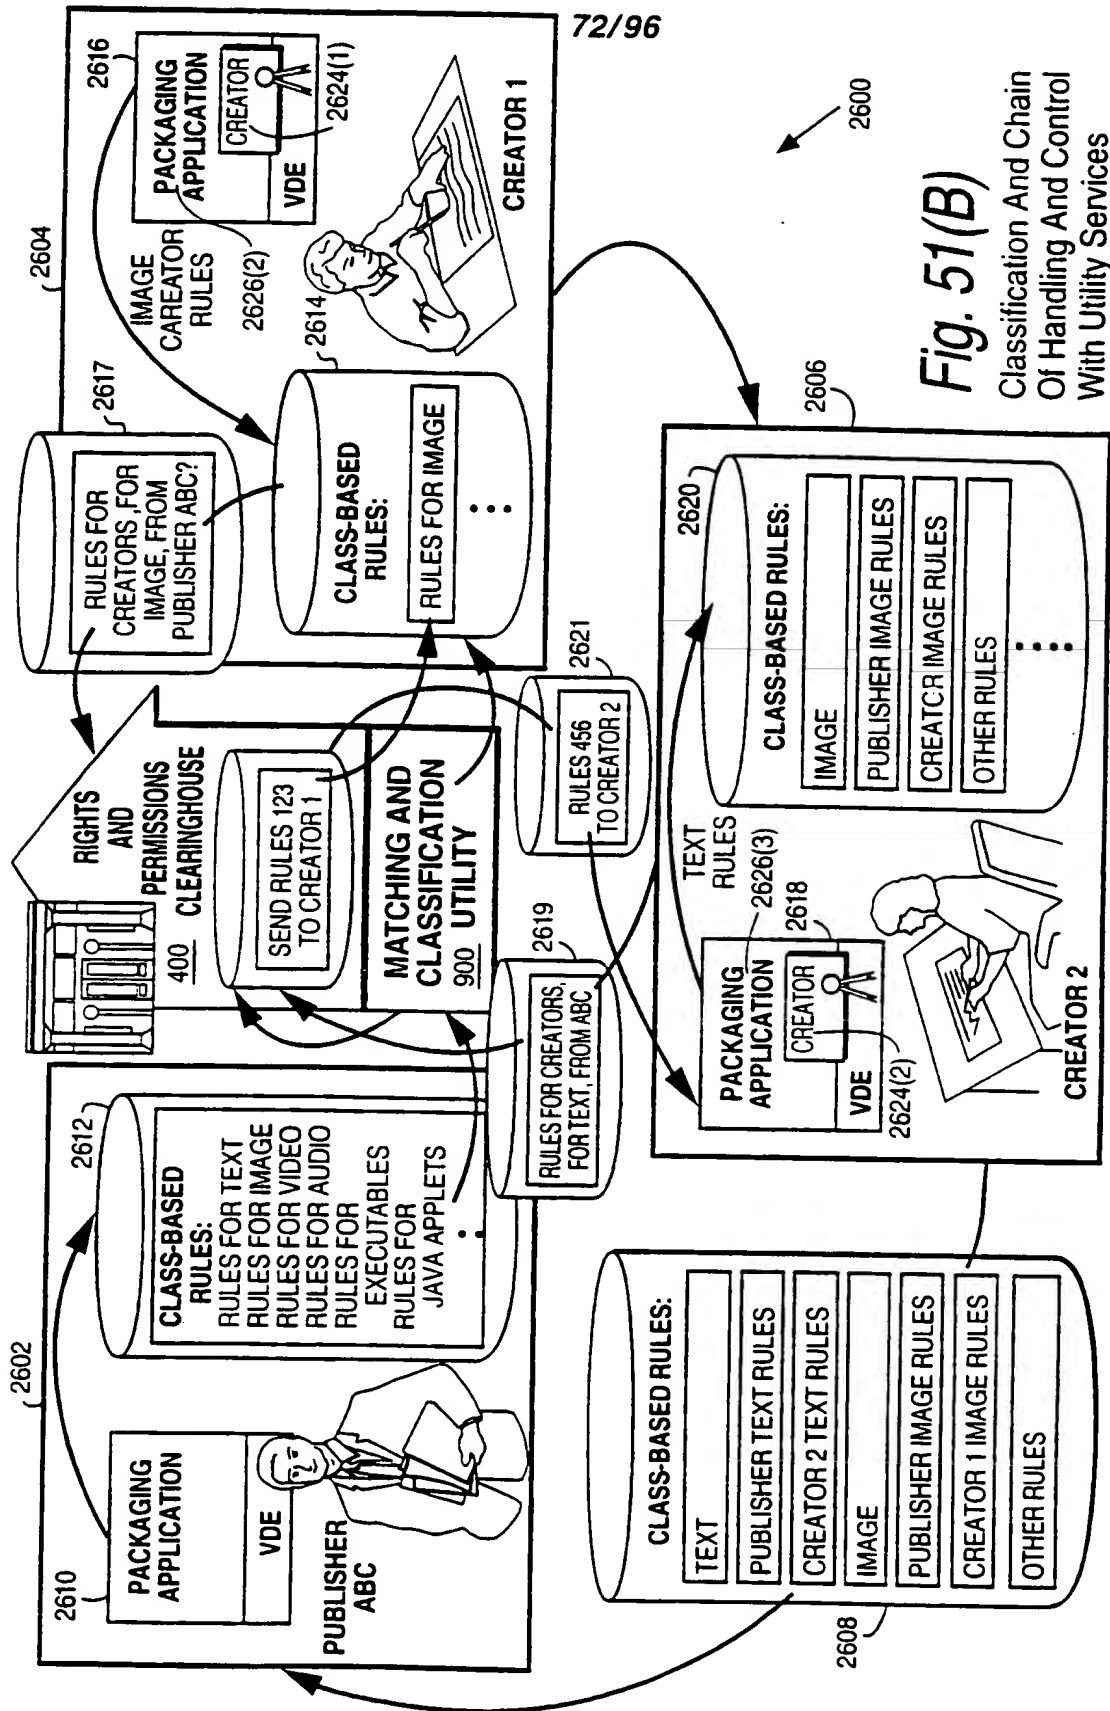 72/96
2602
2610
PACKAGING
APPLICATION
VDE
PUBLISHER
ABC
2612
CLASS-BASED
RULES:
RULES FOR TEXT
RULES FOR IMAGE
RULES FOR VIDEO
RULES FOR AUDIO
RULES FOR
EXECUTABLES
RULES FOR
JAVA APPLETS
RIGHTS
AND
PERMISSIONS
CLEARINGHOUSE
400
SEND RULES 123
TO CREATOR 1
MATCHING AND
CLASSIFICATION
900 UTILITY
2617
RULES FOR
CREATORS ,FOR
IMAGE, FROM
PUBLISHER ABC?
2604
2616
PACKAGING
APPLICATION
CREATOR
VDE
2624(1)
IMAGE
CAREATOR
RULES
2626(2)
2614
CLASS-BASED
RULES:
RULES FOR IMAGE
CREATOR 1
2619
RULES FOR CREATORS,
FOR TEXT, FROM ABC
2621
RULES 456
TO CREATOR 2
2606
2620
CLASS-BASED RULES:
IMAGE
PUBLISHER IMAGE RULES
CREATCR IMAGE RULES
OTHER RULES
TEXT
RULES
2626(3)
2618
PACKAGING
APPLICATION
CREATOR
VDE
2624(2)
CREATOR 2
CLASS-BASED RULES:
TEXT
PUBLISHER TEXT RULES
CREATOR 2 TEXT RULES
IMAGE
PUBLISHER IMAGE RULES
CREATOR 1 IMAGE RULES
OTHER RULES
2608
2600
Fig. 51(B)
Classification And Chain
Of Handling And Control
With Utility Services